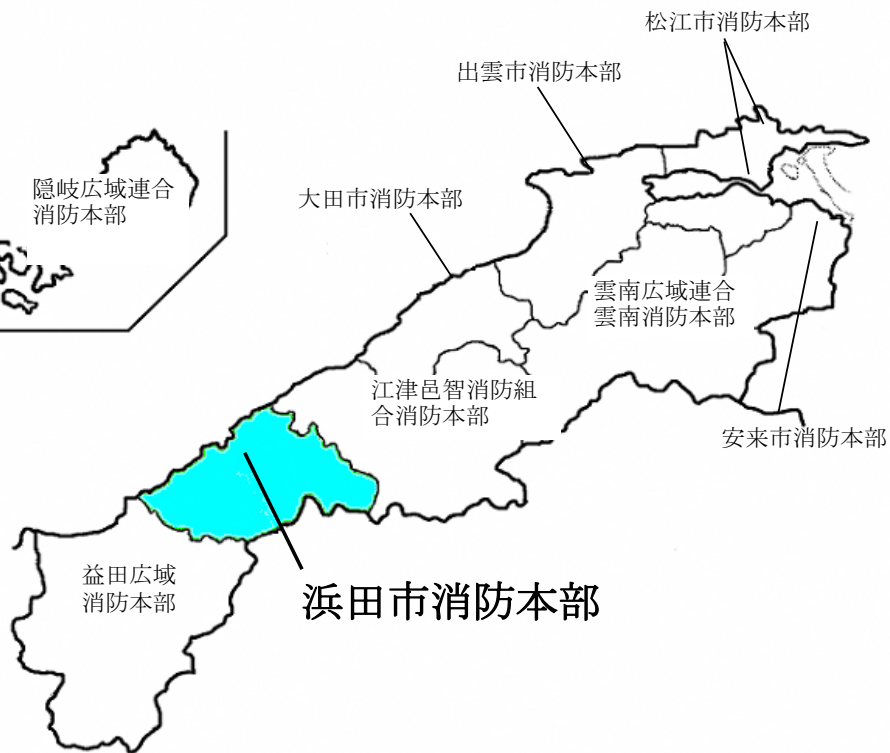 松江市消防本部
出雲市消防本部
隠岐広域連合
消防本部
大田市消防本部
雲南広域連合
雲南消防本部
江津邑智消防組
合消防本部
安来市消防本部
益田広域
消防本部
浜田市消防本部